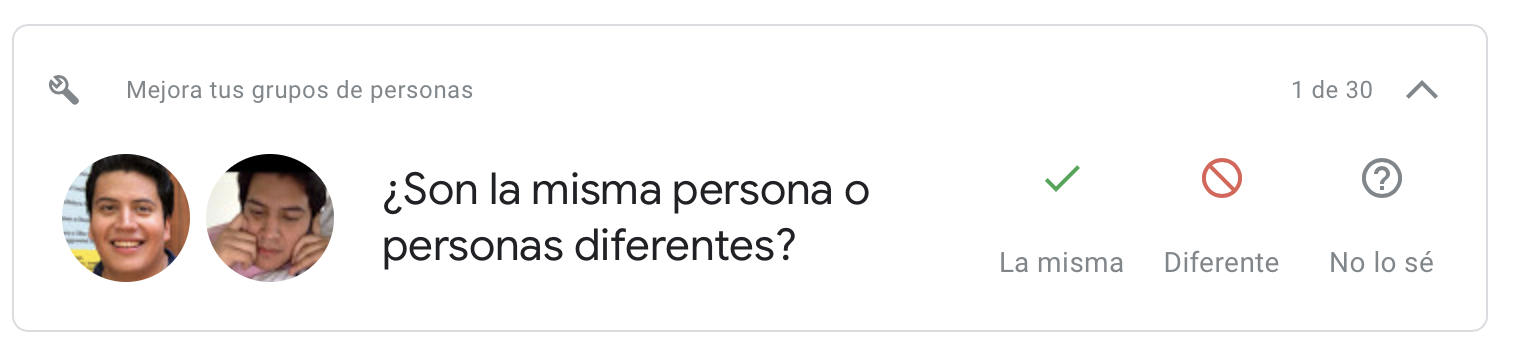 Mejora tus grupos de personas
1 de 30
¿Son la misma persona o
personas diferentes?
La misma
Diferente
No lo sé